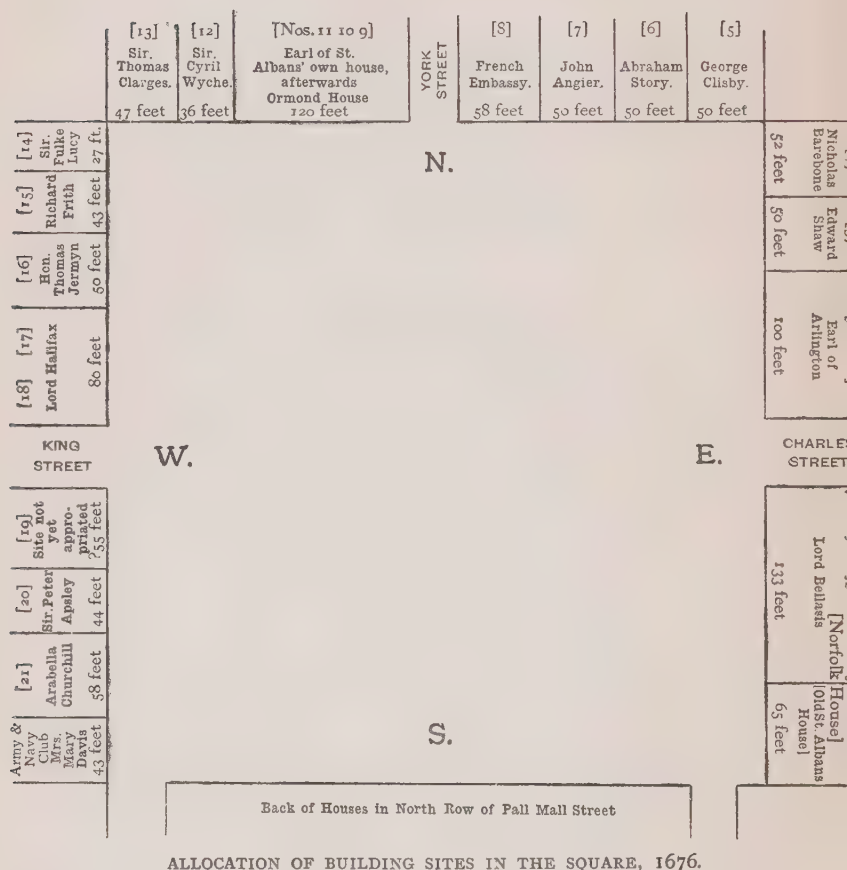 [13]
Sir.
Thomas
Clarges.
47 feet
[12]
Sir.
Cyril
Wyche.
36 feet
[Nos. 11 10 9]
Earl of St.
Albans' own house,
afterwards
Ormond House
120 feet
YORK
STREET
[8]
French
Embassy.
58 feet
[7]
John
Angier.
50 feet
[6]
Abraham
Story.
50 feet
[5]
George
Clisby.
50 feet
[14]
Sir.
Fulke
Lucy
27 ft.
[15]
Richard
Frith
43 feet
[16]
Hon.
Thomas
Jermyn
50 feet
[17]
[18]
Lord Halifax
80 feet
KING
STREET
[19]
Site not
yet
appro-
priated
?55 feet
[20]
Sir. Peter
Apsley
44 feet
[21]
Arabella
Churchill
58 feet
Army &
Navy
Club
Mrs.
Mary
Davis
43 feet
N.
W.
E.
S.
Nicholas
Barebone
52 feet
Edward
Shaw
50 feet
Earl of
Arlington
100 feet
CHARLES
STREET
Lord Bellasis
[Norfolk
133 feet
House]
[Old St. Albans
House]
65 feet
Back of Houses in North Row of Pall Mall Street
ALLOCATION OF BUILDING SITES IN THE SQUARE, 1676.